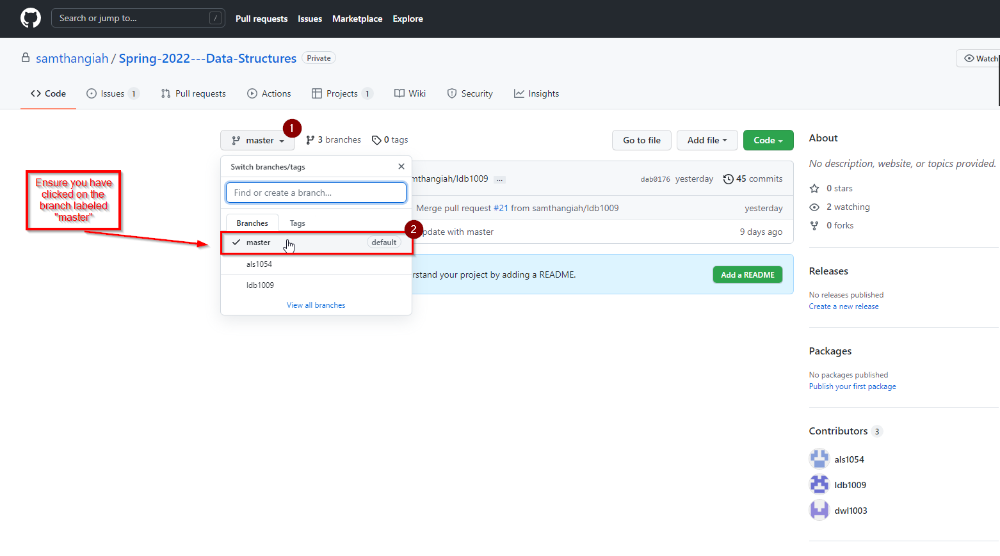 Search or jump to... /
Pull requests Issues Marketplace Explore
samthangiah / Spring-2022---Data-Structures Private
Watch
Code Issues 1 Pull requests Actions Projects 1 Wiki Security Insights
1
master 3 branches 0 tags Go to file Add file Code
Switch branches/tags
Find or create a branch...
Branches Tags
2
master default
als1054
ldb1009
View all branches
Ensure you have
clicked on the
branch labeled
"master"
mthangiah/ldb1009 ... dab0176 yesterday 45 commits
Merge pull request #21 from samthangiah/ldb1009 yesterday
pdate with master 9 days ago
rstand your project by adding a README. Add a README
About
No description, website, or topics provided.
0 stars
2 watching
0 forks
Releases
No releases published
Create a new release
Packages
No packages published
Publish your first package
Contributors 3
als1054
ldb1009
dwl1003